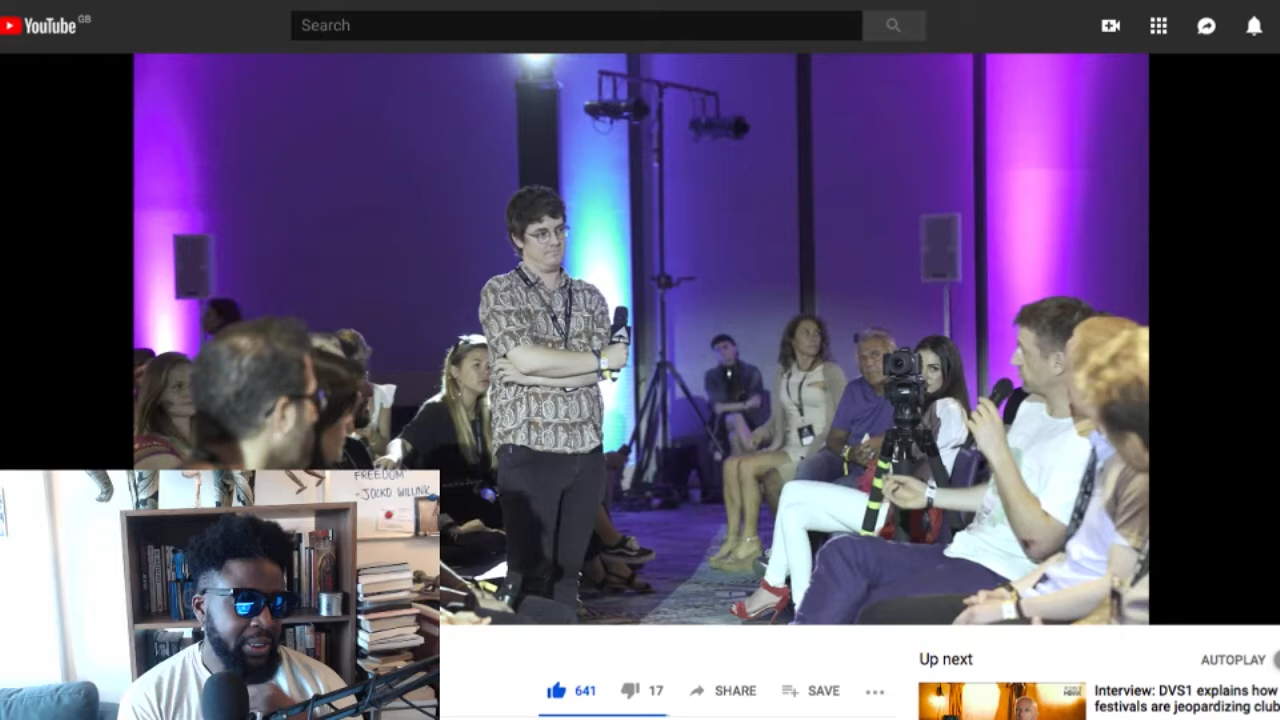 YouTube GB
Search
FREEDOM
-JOCKO WILLINK
641
17
SHARE
SAVE
Up next
AUTOPLAY
Interview: DVS1 explains how
festivals are jeopardizing club